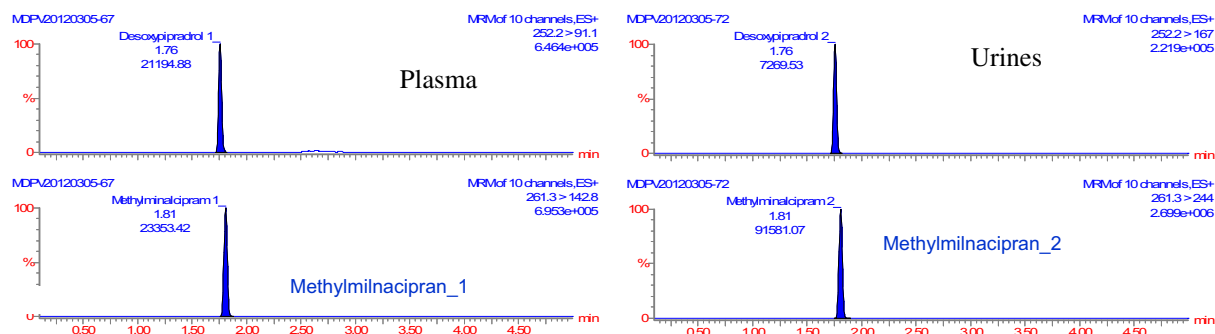 MDPV20120305-67
MRM of 10 channels,ES+
252.2 > 91.1
6.464e+005
100
Desoxypipradrol 1_
1.76
21194.88
Plasma
%
0
min
MDPV20120305-72
MRM of 10 channels,ES+
252.2 > 167
2.219e+005
100
Desoxypipradrol 2_
1.76
7269.53
Urines
%
0
min
MDPV20120305-67
MRM of 10 channels,ES+
261.3 > 142.8
6.953e+005
100
Methylminalcipram 1_
1.81
23353.42
%
Methylmilnacipran_1
0
min
0.50 1.00 1.50 2.00 2.50 3.00 3.50 4.00 4.50
MDPV20120305-72
MRM of 10 channels,ES+
261.3 > 244
2.699e+006
100
Methylminalcipram 2_
1.81
91581.07
%
Methylmilnacipran_2
0
min
0.50 1.00 1.50 2.00 2.50 3.00 3.50 4.00 4.50